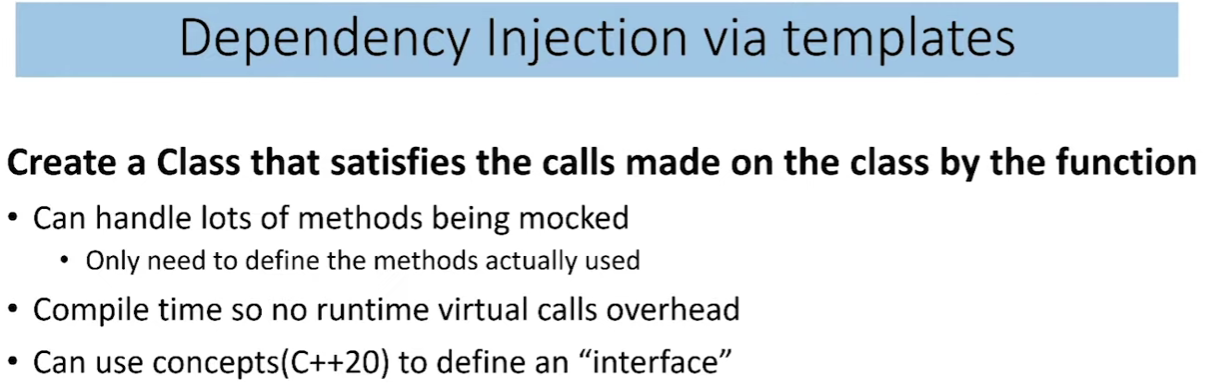 Dependency Injection via templates
Create a Class that satisfies the calls made on the class by the function
• Can handle lots of methods being mocked
• Only need to define the methods actually used
• Compile time so no runtime virtual calls overhead
• Can use concepts(C++20) to define an “interface”